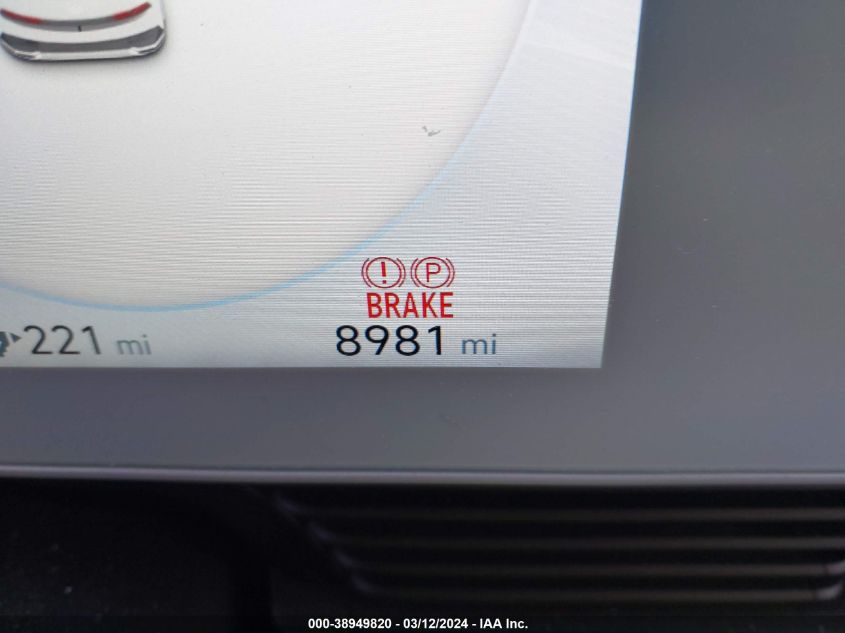 ! P
BRAKE
221 mi 8981 mi
000-38949820 - 03/12/2024 - IAA Inc.